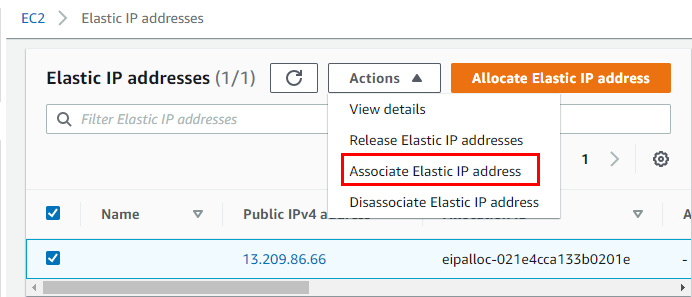 EC2 > Elastic IP addresses
Elastic IP addresses (1/1)
Actions
Allocate Elastic IP address
View details
Filter Elastic IP addresses
Release Elastic IP addresses
1
Associate Elastic IP address
Disassociate Elastic IP address
Name
Public IPv4
13.209.86.66
eipalloc-021e4cca133b0201e
-